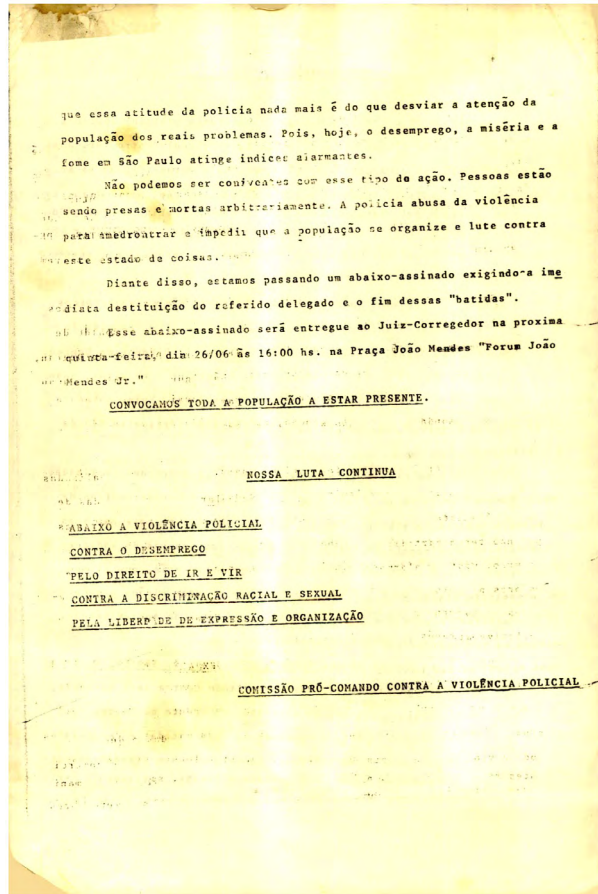 que essa atitude da policia nada mais é do que desviar a atenção da
população dos reais problemas. Pois, hoje, o desemprego, a miséria e a
fome em São Paulo atinge indices alarmantes.
Não podemos ser coniventes com esse tipo de ação. Pessoas estão
sendo presas e mortas arbitrariamente. A policia abusa da violência
para amedrontrar e impedir que a população se organize e lute contra
este estado de coisas.
Diante disso, estamos passando um abaixo-assinado exigindo a ime
diata destituição do referido delegado e o fim dessas "batidas".
Esse abaixo-assinado será entregue ao Juiz-Corregedor na proxima
quinta-feira, dia 26/06 às 16:00 hs. na Praça João Mendes "Forum João
Mendes Jr."
CONVOCAMOS TODA A POPULAÇÃO A ESTAR PRESENTE.
NOSSA LUTA CONTINUA
ABAIXO A VIOLÊNCIA POLICIAL
CONTRA O DESEMPREGO
PELO DIREITO DE IR E VIR
CONTRA A DISCRIMINAÇÃO RACIAL E SEXUAL
PELA LIBERDADE DE EXPRESSÃO E ORGANIZAÇÃO
COMISSÃO PRÓ-COMANDO CONTRA A VIOLÊNCIA POLICIAL